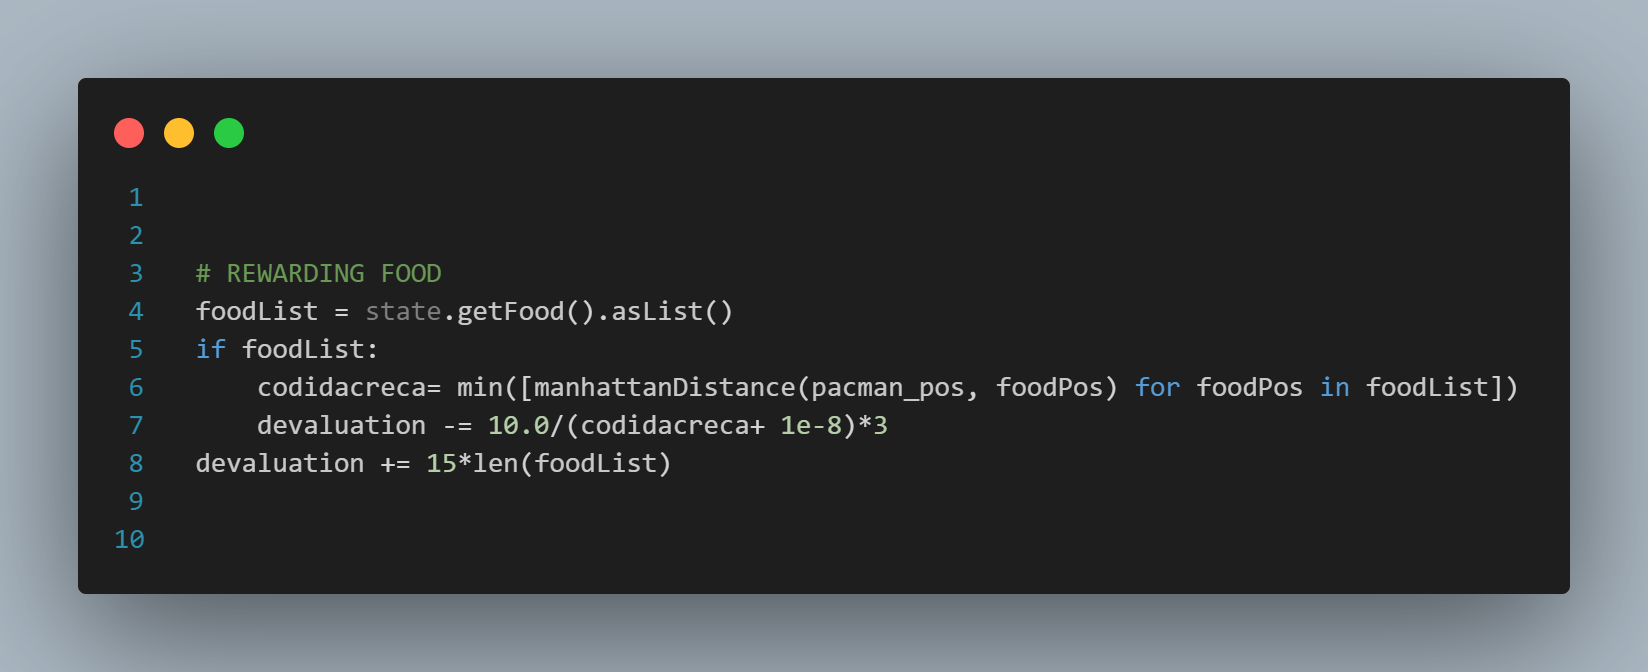 1
2
3 # REWARDING FOOD
4 foodList = state.getFood().asList()
5 if foodList:
6     codidacreca= min([manhattanDistance(pacman_pos, foodPos) for foodPos in foodList])
7     devaluation -= 10.0/(codidacreca+ 1e-8)*3
8 devaluation += 15*len(foodList)
9
10